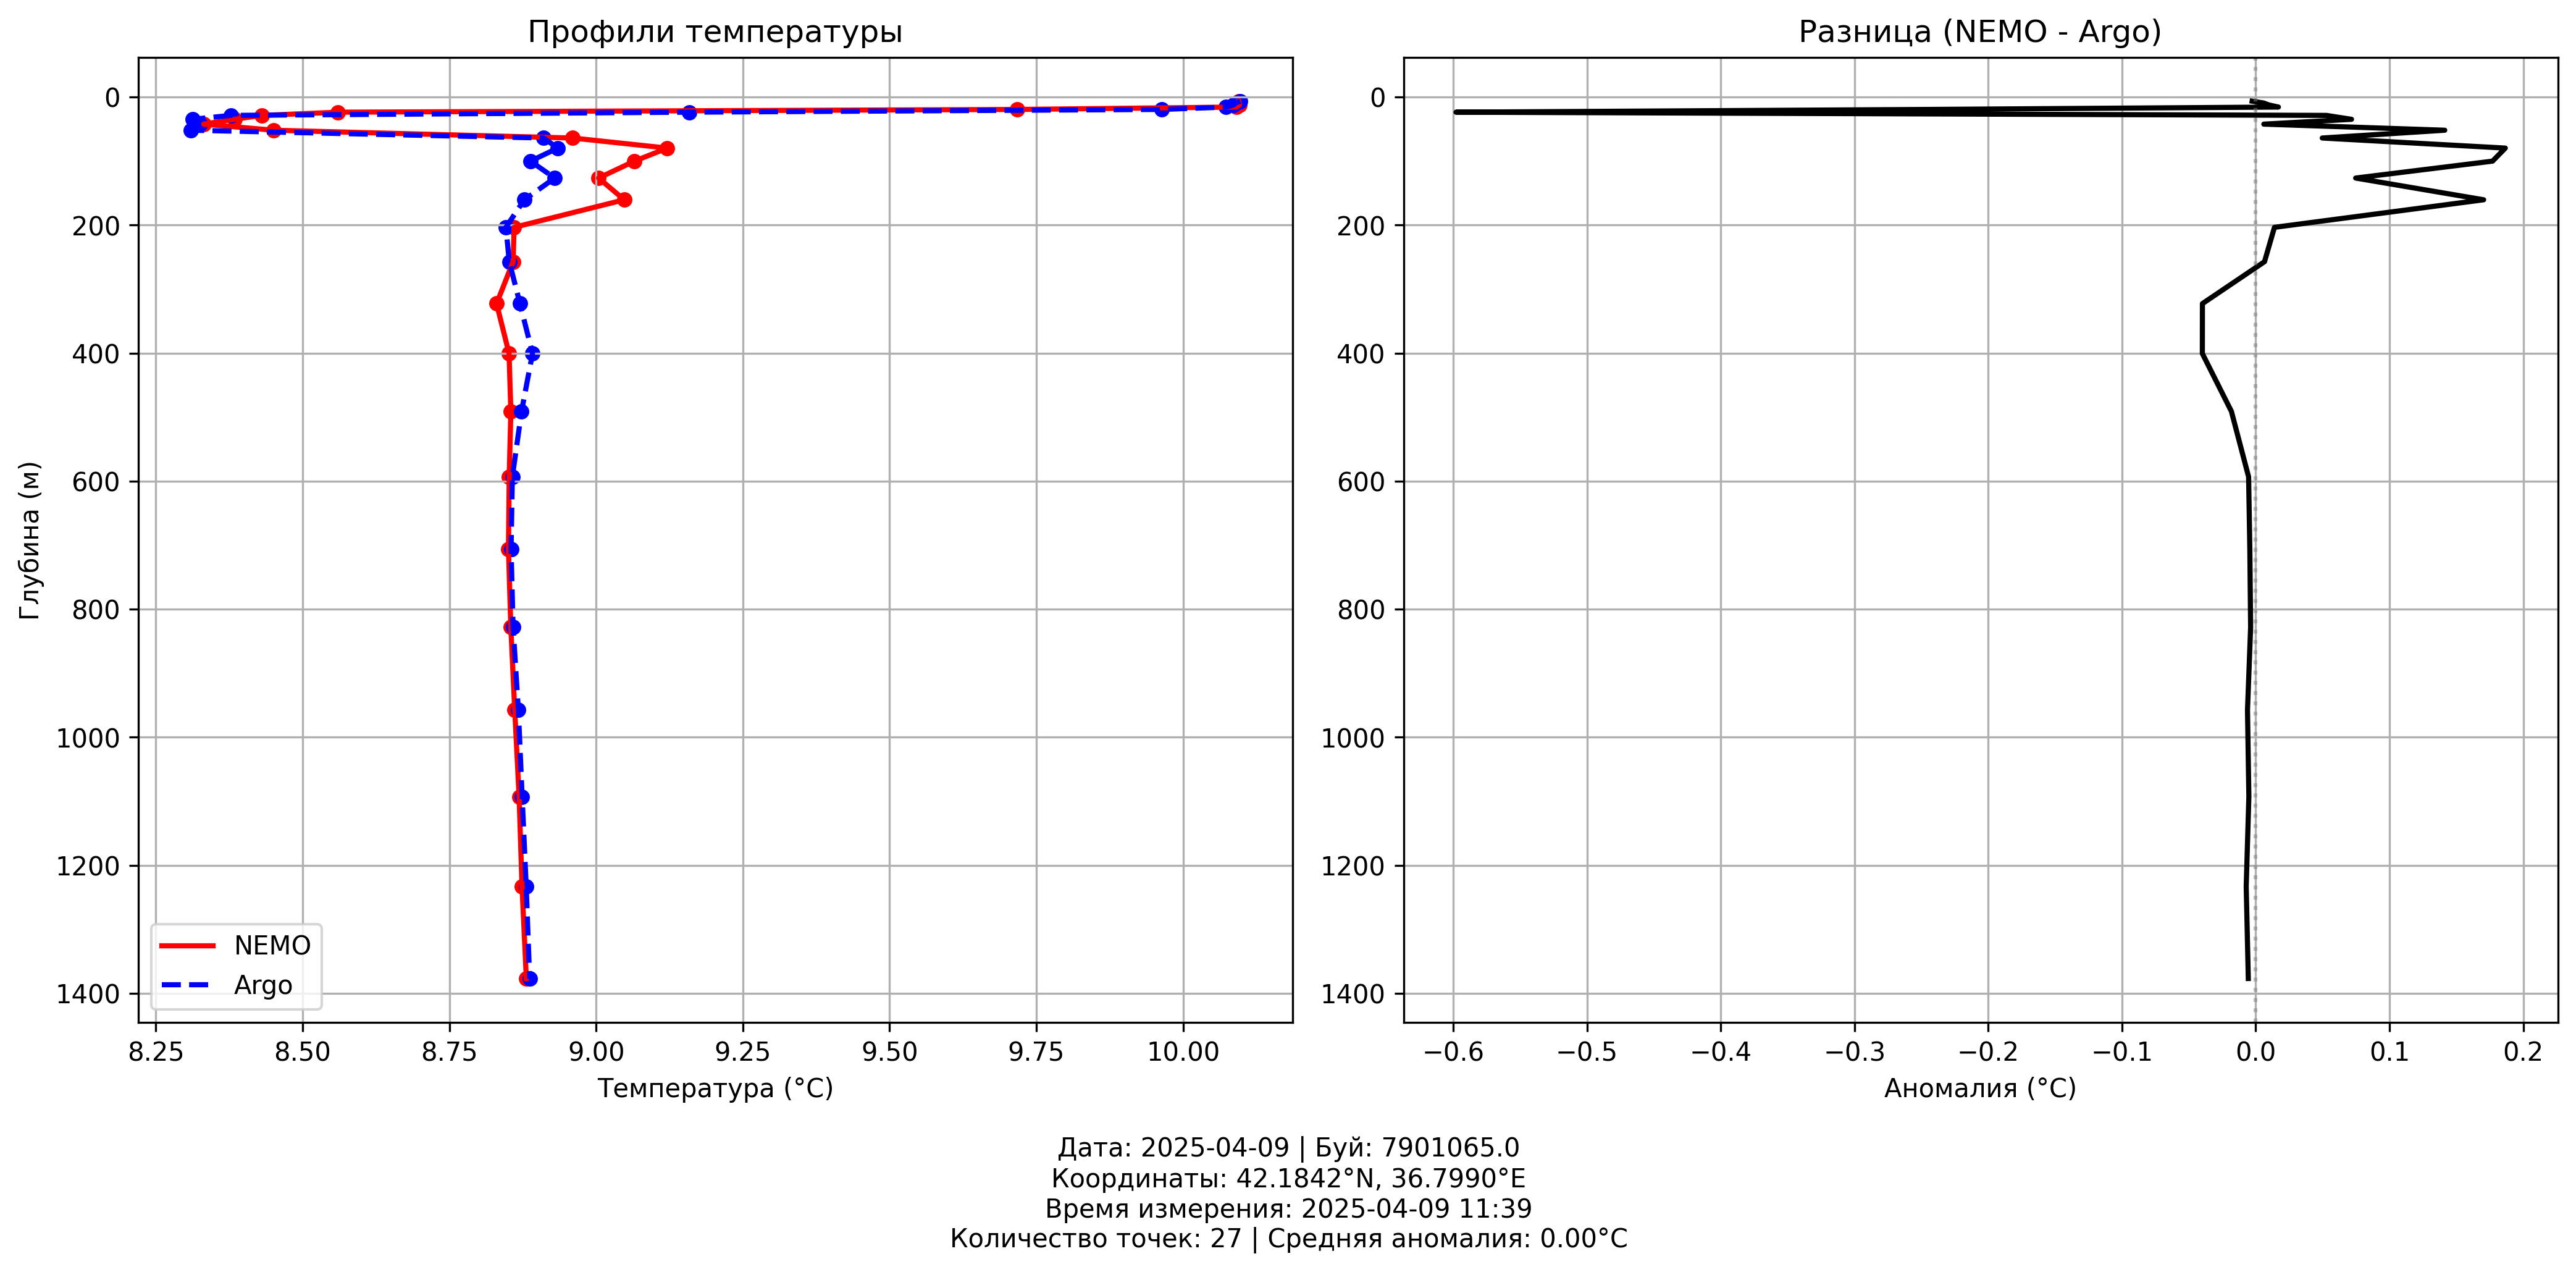 Профили температуры
Глубина (м)
0
200
400
600
800
1000
1200
1400
8.25 8.50 8.75 9.00 9.25 9.50 9.75 10.00
Температура (°C)
NEMO
Argo
Разница (NEMO - Argo)
0
200
400
600
800
1000
1200
1400
−0.6 −0.5 −0.4 −0.3 −0.2 −0.1 0.0 0.1 0.2
Аномалия (°C)
Дата: 2025-04-09 | Буй: 7901065.0
Координаты: 42.1842°N, 36.7990°E
Время измерения: 2025-04-09 11:39
Количество точек: 27 | Средняя аномалия: 0.00°C